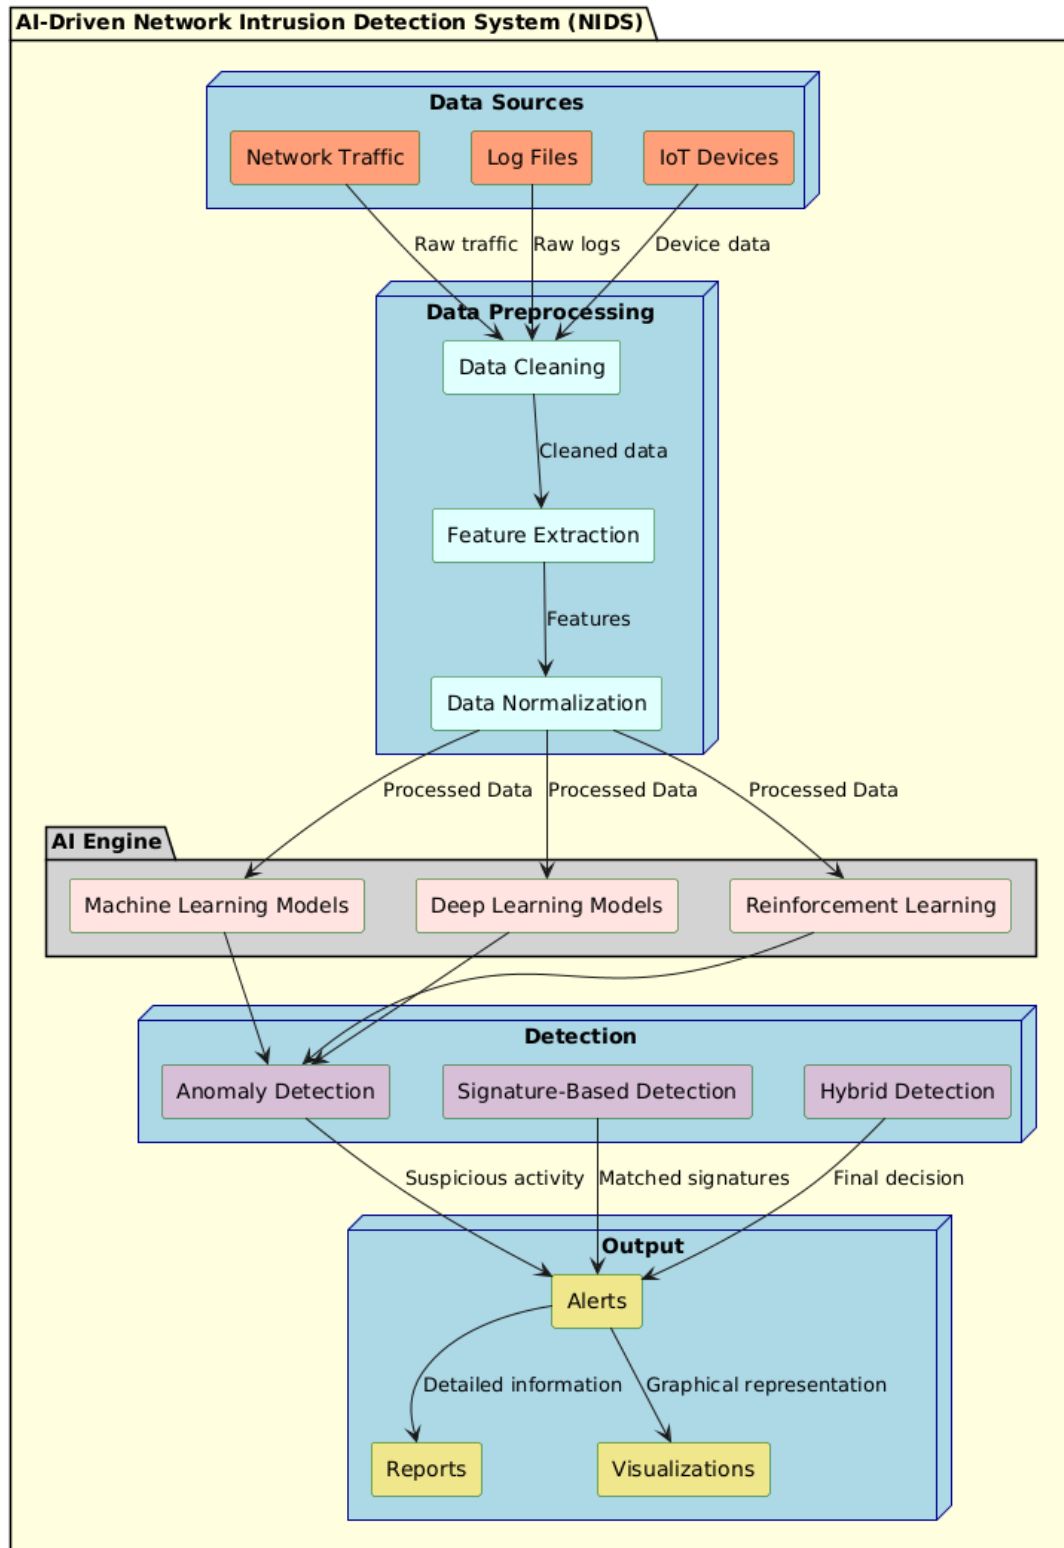 AI-Driven Network Intrusion Detection System (NIDS)
Data Sources
Network Traffic
Log Files
IoT Devices
Raw traffic
Raw logs
Device data
Data Preprocessing
Data Cleaning
Cleaned data
Feature Extraction
Features
Data Normalization
Processed Data
Processed Data
Processed Data
AI Engine
Machine Learning Models
Deep Learning Models
Reinforcement Learning
Detection
Anomaly Detection
Signature-Based Detection
Hybrid Detection
Suspicious activity
Matched signatures
Final decision
Output
Alerts
Detailed information
Graphical representation
Reports
Visualizations